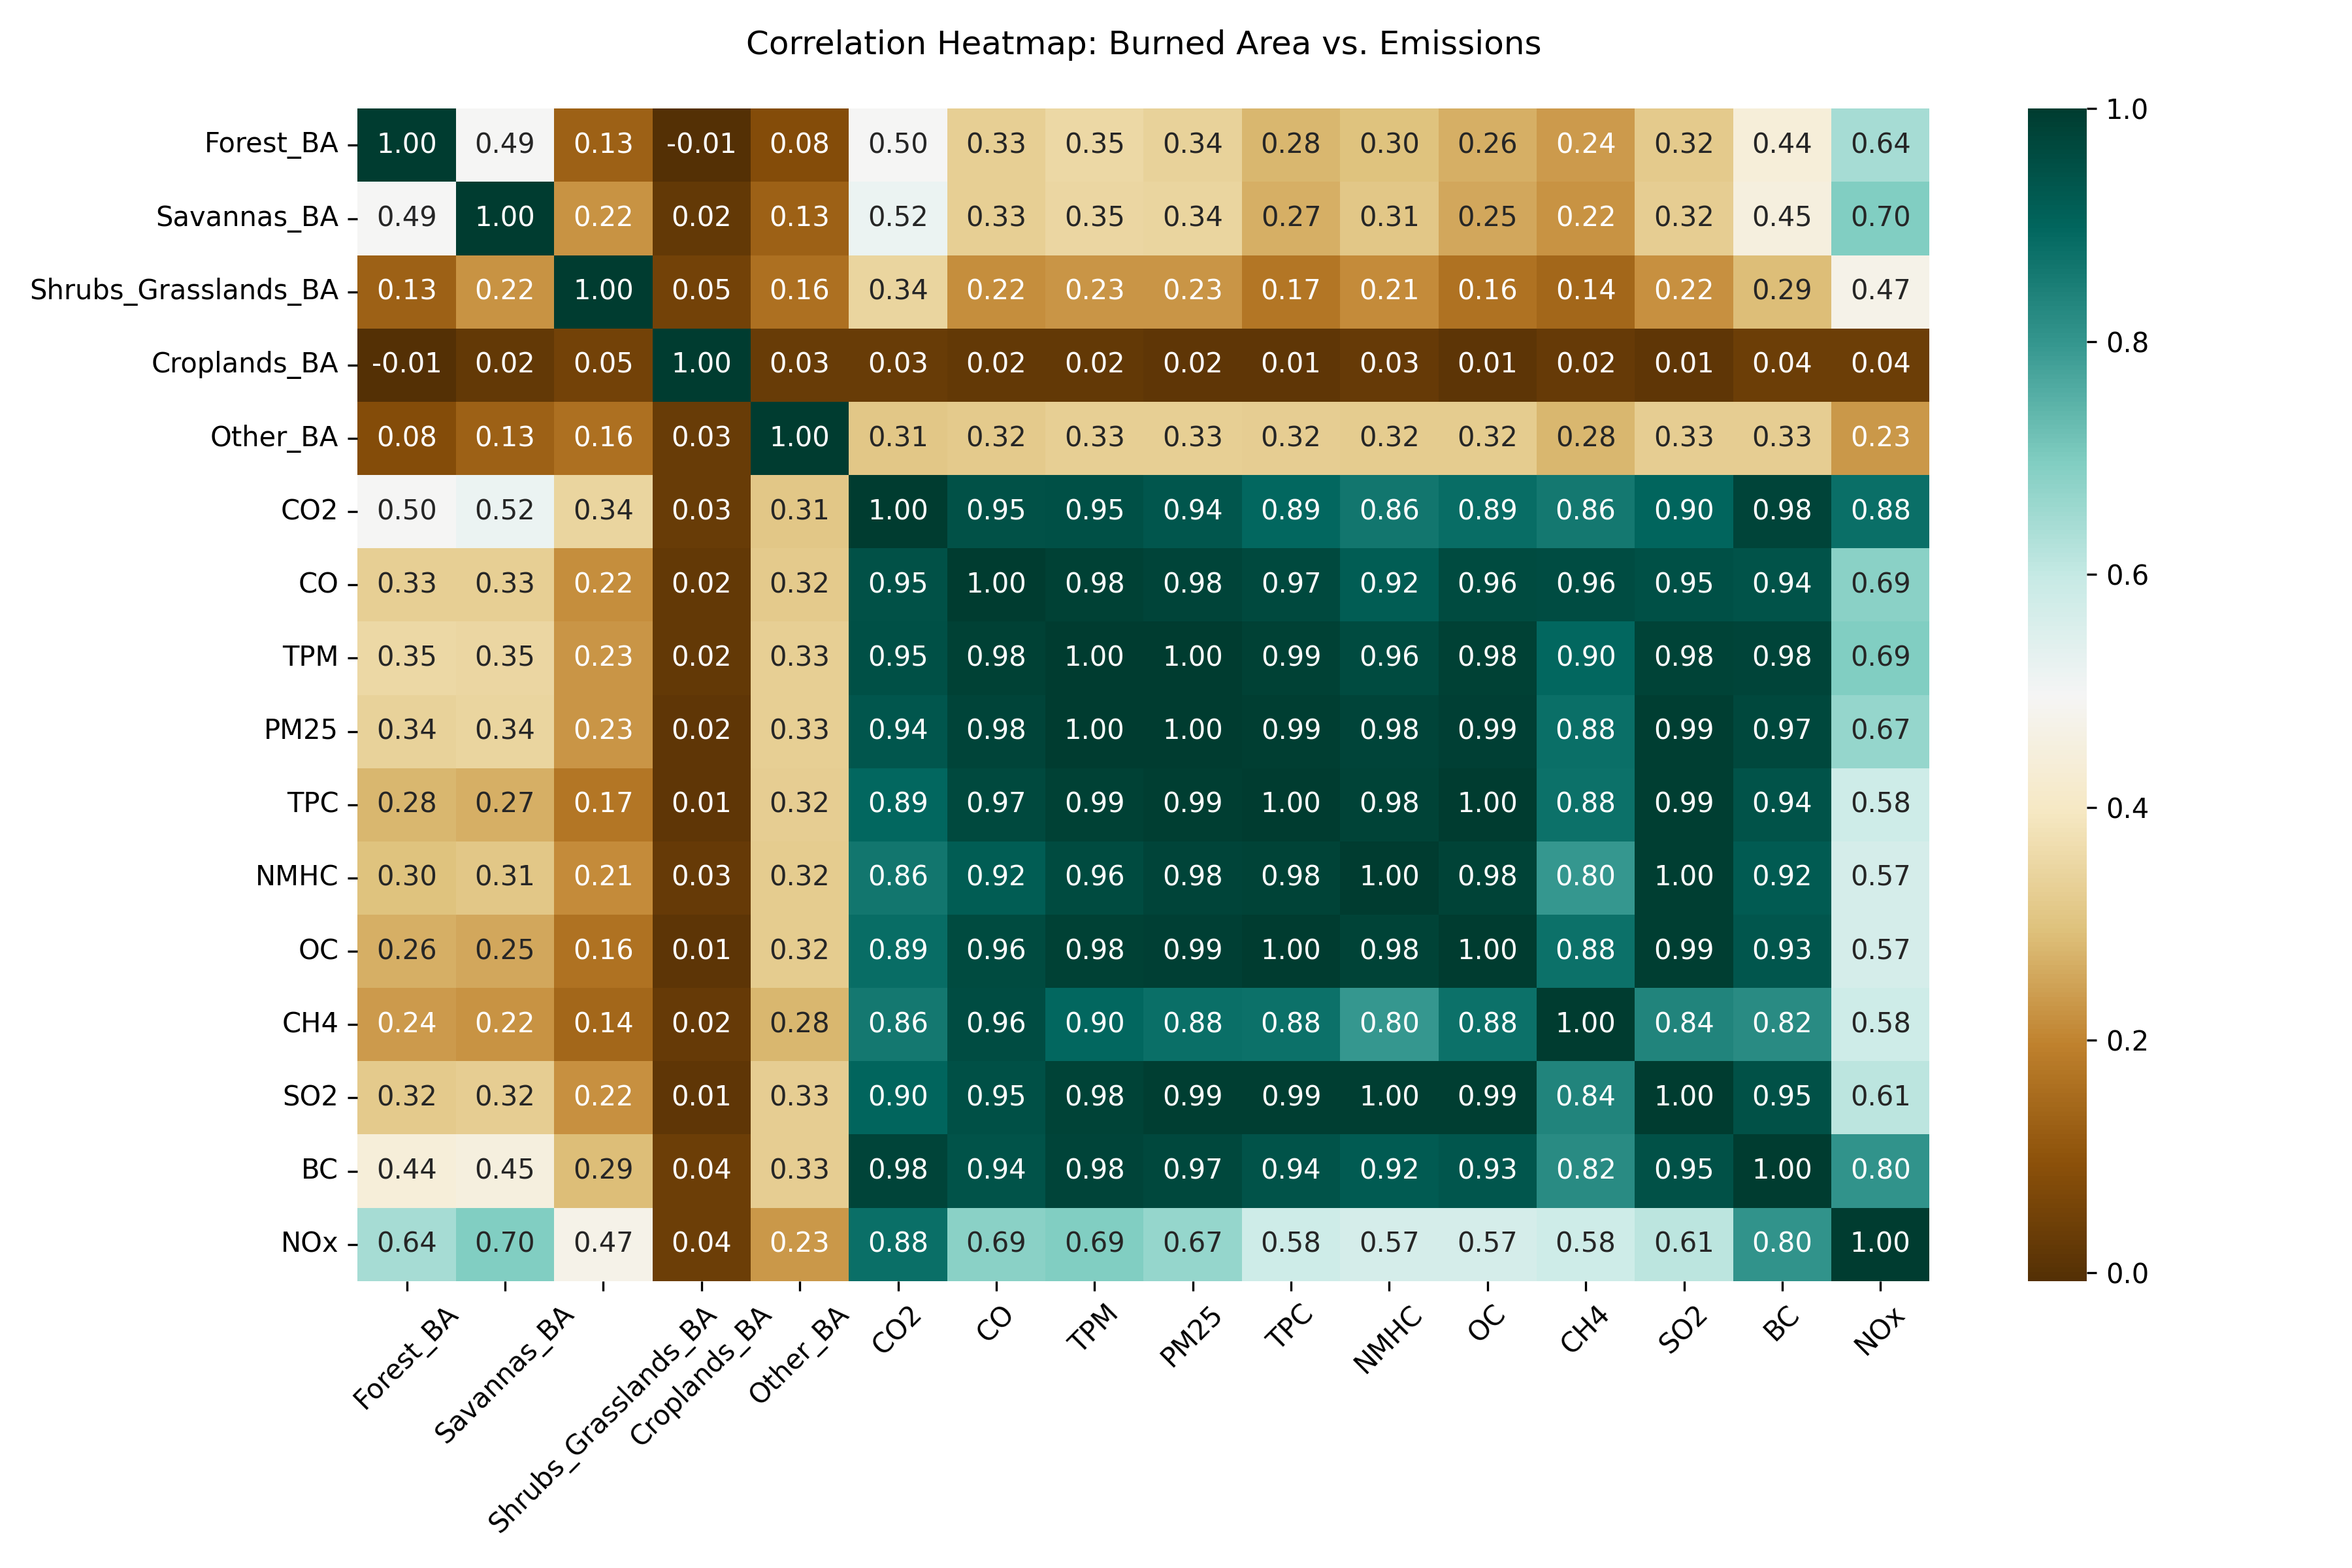 Correlation Heatmap: Burned Area vs. Emissions
Forest_BA 1.00 0.49 0.13 -0.01 0.08 0.50 0.33 0.35 0.34 0.28 0.30 0.26 0.24 0.32 0.44 0.64
Savannas_BA 0.49 1.00 0.22 0.02 0.13 0.52 0.33 0.35 0.34 0.27 0.31 0.25 0.22 0.32 0.45 0.70
Shrubs_Grasslands_BA 0.13 0.22 1.00 0.05 0.16 0.34 0.22 0.23 0.23 0.17 0.21 0.16 0.14 0.22 0.29 0.47
Croplands_BA -0.01 0.02 0.05 1.00 0.03 0.03 0.02 0.02 0.02 0.01 0.03 0.01 0.02 0.01 0.04 0.04
Other_BA 0.08 0.13 0.16 0.03 1.00 0.31 0.32 0.33 0.33 0.32 0.32 0.32 0.28 0.33 0.33 0.23
CO2 0.50 0.52 0.34 0.03 0.31 1.00 0.95 0.95 0.94 0.89 0.86 0.89 0.86 0.90 0.98 0.88
CO 0.33 0.33 0.22 0.02 0.32 0.95 1.00 0.98 0.98 0.97 0.92 0.96 0.96 0.95 0.94 0.69
TPM 0.35 0.35 0.23 0.02 0.33 0.95 0.98 1.00 1.00 0.99 0.96 0.98 0.90 0.98 0.98 0.69
PM25 0.34 0.34 0.23 0.02 0.33 0.94 0.98 1.00 1.00 0.99 0.98 0.99 0.88 0.99 0.97 0.67
TPC 0.28 0.27 0.17 0.01 0.32 0.89 0.97 0.99 0.99 1.00 0.98 1.00 0.88 0.99 0.94 0.58
NMHC 0.30 0.31 0.21 0.03 0.32 0.86 0.92 0.96 0.98 0.98 1.00 0.98 0.80 1.00 0.92 0.57
OC 0.26 0.25 0.16 0.01 0.32 0.89 0.96 0.98 0.99 1.00 0.98 1.00 0.88 0.99 0.93 0.57
CH4 0.24 0.22 0.14 0.02 0.28 0.86 0.96 0.90 0.88 0.88 0.80 0.88 1.00 0.84 0.82 0.58
SO2 0.32 0.32 0.22 0.01 0.33 0.90 0.95 0.98 0.99 0.99 1.00 0.99 0.84 1.00 0.95 0.61
BC 0.44 0.45 0.29 0.04 0.33 0.98 0.94 0.98 0.97 0.94 0.92 0.93 0.82 0.95 1.00 0.80
NOx 0.64 0.70 0.47 0.04 0.23 0.88 0.69 0.69 0.67 0.58 0.57 0.57 0.58 0.61 0.80 1.00
Forest_BA Savannas_BA Shrubs_Grasslands_BA Croplands_BA Other_BA CO2 CO TPM PM25 TPC NMHC OC CH4 SO2 BC NOx
1.0
0.8
0.6
0.4
0.2
0.0